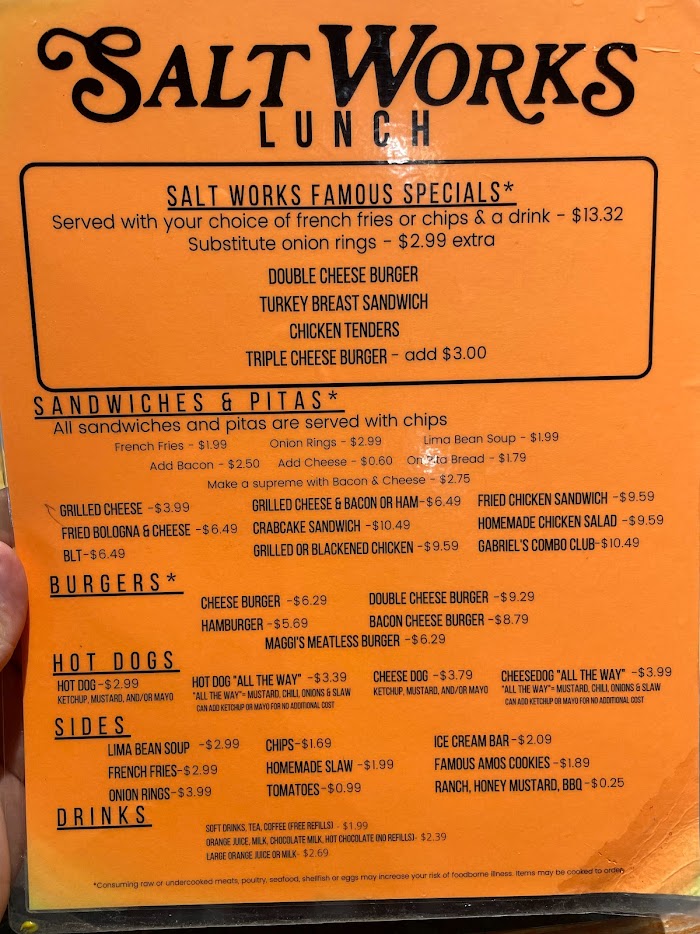 SALT WORKS
LUNCH
SALT WORKS FAMOUS SPECIALS*
Served with your choice of french fries or chips & a drink - $13.32
Substitute onion rings - $2.99 extra
DOUBLE CHEESE BURGER
TURKEY BREAST SANDWICH
CHICKEN TENDERS
TRIPLE CHEESE BURGER - add $3.00
SANDWICHES & PITAS*
All sandwiches and pitas are served with chips
French Fries - $1.99 Onion Rings - $2.99 Lima Bean Soup - $1.99
Add Bacon - $2.50 Add Cheese - $0.60 On Pita Bread - $1.79
Make a supreme with Bacon & Cheese - $2.75
GRILLED CHEESE -$3.99 GRILLED CHEESE & BACON OR HAM-$6.49 FRIED CHICKEN SANDWICH -$9.59
FRIED BOLOGNA & CHEESE -$6.49 CRABCAKE SANDWICH -$10.49 HOMEMADE CHICKEN SALAD -$9.59
BLT-$6.49 GRILLED OR BLACKENED CHICKEN -$9.59 GABRIEL'S COMBO CLUB-$10.49
BURGERS*
CHEESE BURGER -$6.29 DOUBLE CHEESE BURGER -$9.29
HAMBURGER -$5.69 BACON CHEESE BURGER -$8.79
MAGGI'S MEATLESS BURGER -$6.29
HOT DOGS
HOT DOG-$2.99 HOT DOG "ALL THE WAY" -$3.39 CHEESE DOG -$3.79 CHEESEDOG "ALL THE WAY" -$3.99
KETCHUP, MUSTARD, AND/OR MAYO "ALL THE WAY"= MUSTARD, CHILI, ONIONS & SLAW KETCHUP, MUSTARD, AND/OR MAYO "ALL THE WAY"= MUSTARD, CHILI, ONIONS & SLAW
CAN ADD KETCHUP OR MAYO FOR NO ADDITIONAL COST CAN ADD KETCHUP OR MAYO FOR NO ADDITIONAL COST
SIDES
LIMA BEAN SOUP -$2.99 CHIPS-$1.69 ICE CREAM BAR -$2.09
FRENCH FRIES-$2.99 HOMEMADE SLAW -$1.99 FAMOUS AMOS COOKIES -$1.89
ONION RINGS-$3.99 TOMATOES-$0.99 RANCH, HONEY MUSTARD, BBQ -$0.25
DRINKS
SOFT DRINKS, TEA, COFFEE (FREE REFILLS) - $1.99
ORANGE JUICE, MILK, CHOCOLATE MILK, HOT CHOCOLATE (NO REFILLS)- $2.39
LARGE ORANGE JUICE OR MILK- $2.69
*Consuming raw or undercooked meats, poultry, seafood, shellfish or eggs may increase your risk of foodborne illness. Items may be cooked to order.